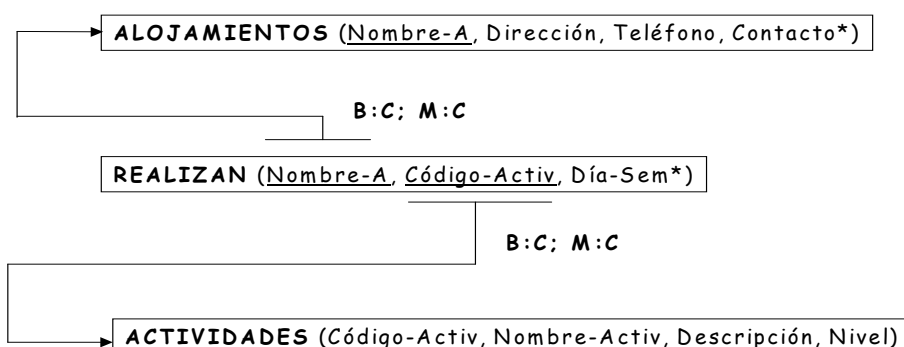 ALOJAMIENTOS (Nombre-A, Dirección, Teléfono, Contacto*)
B:C; M:C
REALIZAN (Nombre-A, Código-Activ, Día-Sem*)
B:C; M:C
ACTIVIDADES (Código-Activ, Nombre-Activ, Descripción, Nivel)